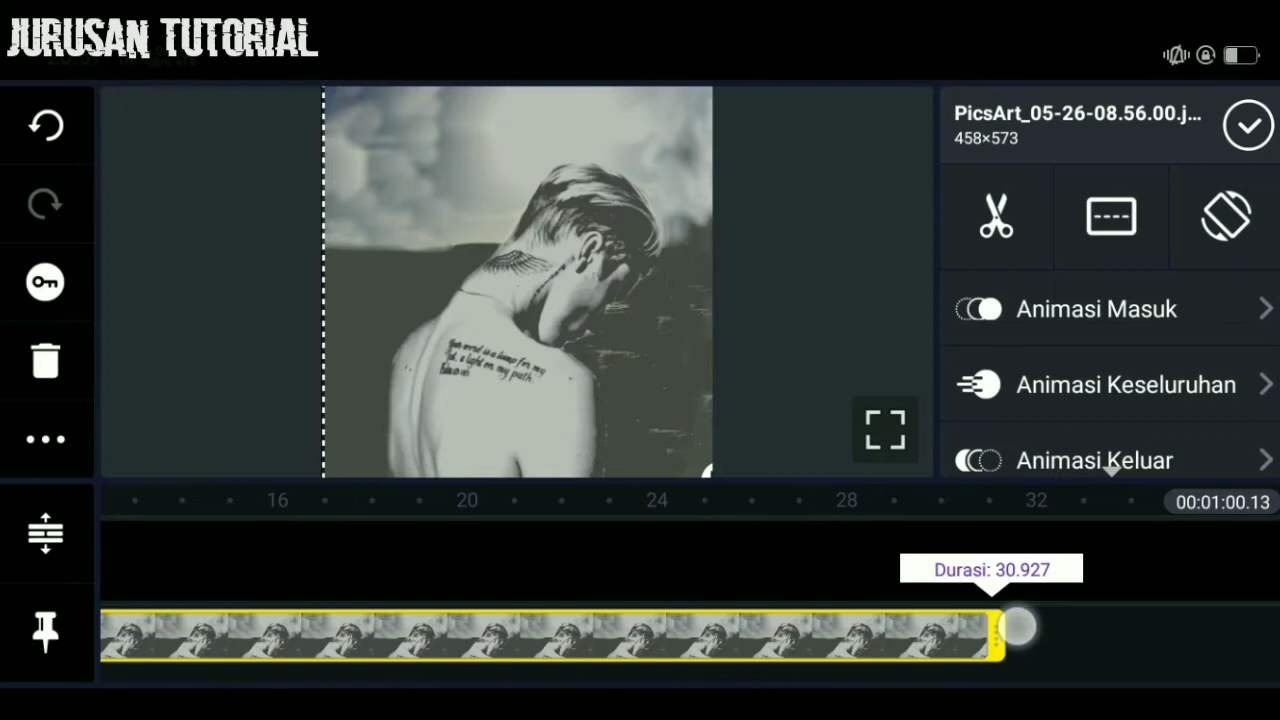 JURUSAN TUTORIAL
PicsArt_05-26-08.56.00.j...
458×573
Animasi Masuk
Animasi Keseluruhan
Animasi Keluar
16 20 24 28 32
00:01:00.13
Durasi: 30.927